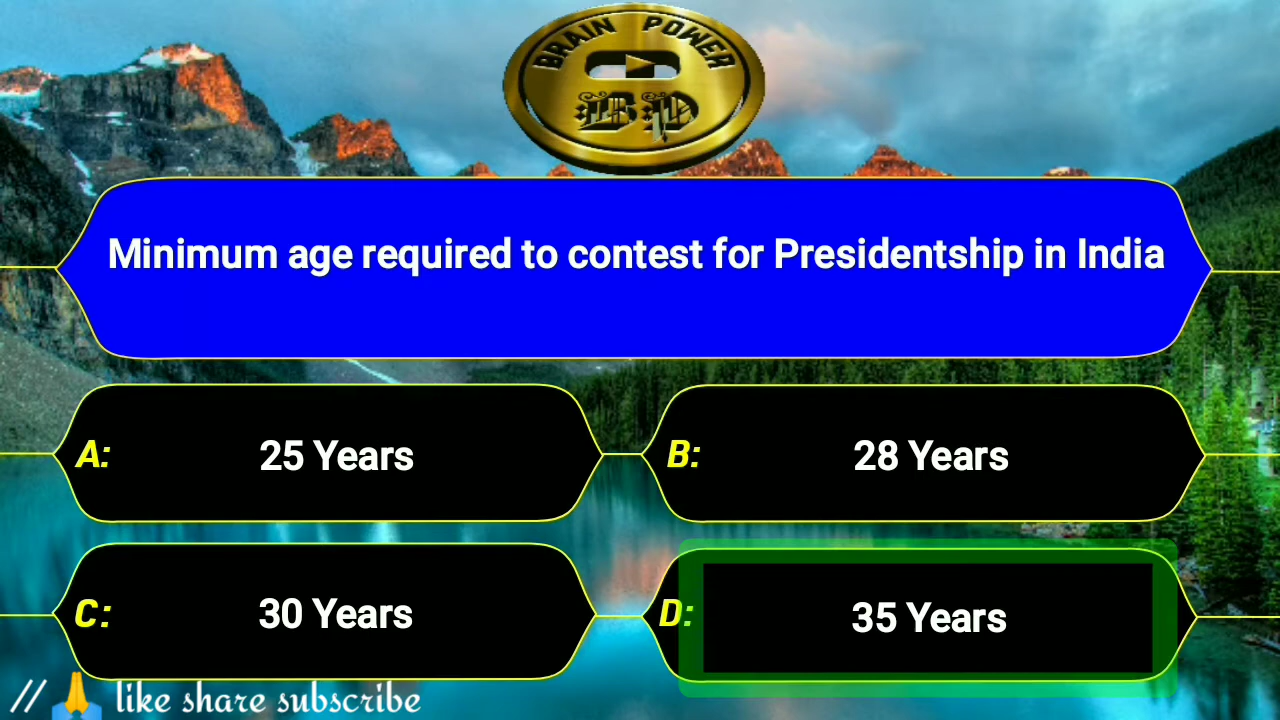 BRAIN POWER
BP
Minimum age required to contest for Presidentship in India
A: 25 Years
B: 28 Years
C: 30 Years
D: 35 Years
// 🙏 like share subscribe